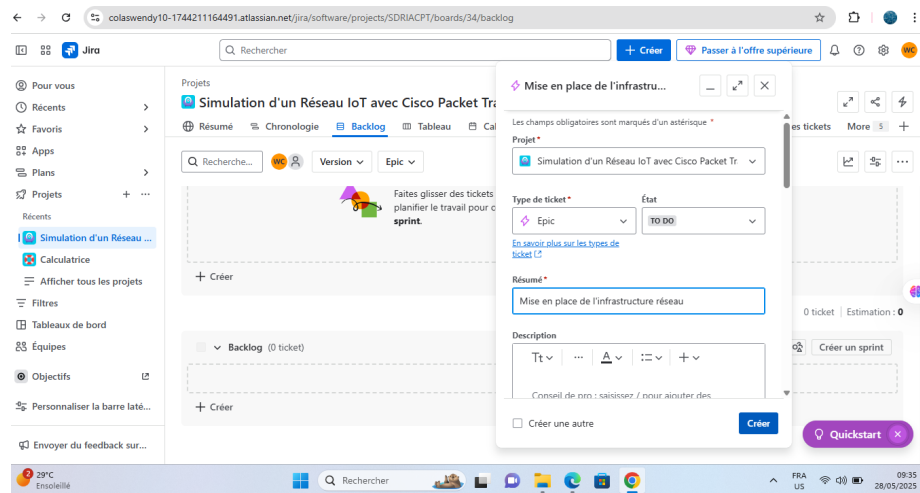 colaswendy10-1744211164491.atlassian.net/jira/software/projects/SDRIACPT/boards/34/backlog
Jira
Rechercher
+ Créer
Passer à l'offre supérieure
WC
Pour vous
Récents
Favoris
Apps
Plans
Projets
Récents
Simulation d'un Réseau ...
Calculatrice
Afficher tous les projets
Filtres
Tableaux de bord
Équipes
Objectifs
Personnaliser la barre laté...
Envoyer du feedback sur...
Projets
Simulation d'un Réseau IoT avec Cisco Packet Tra
Résumé
Chronologie
Backlog
Tableau
Cal
es tickets
More 5
Recherche...
WC
Version
Epic
Faites glisser des tickets
planifier le travail pour c
sprint.
+ Créer
0 ticket
Estimation : 0
Backlog (0 ticket)
Créer un sprint
+ Créer
Mise en place de l'infrastru...
Les champs obligatoires sont marqués d'un astérisque *
Projet *
Simulation d'un Réseau IoT avec Cisco Packet Tr
Type de ticket *
État
Epic
TO DO
En savoir plus sur les types de
ticket
Résumé *
Mise en place de l'infrastructure réseau
Description
Tt
A
Conseil de pro : saisissez / pour ajouter des
Créer une autre
Créer
Quickstart
2
29°C
Ensoleillé
Rechercher
FRA
US
09:35
28/05/2025